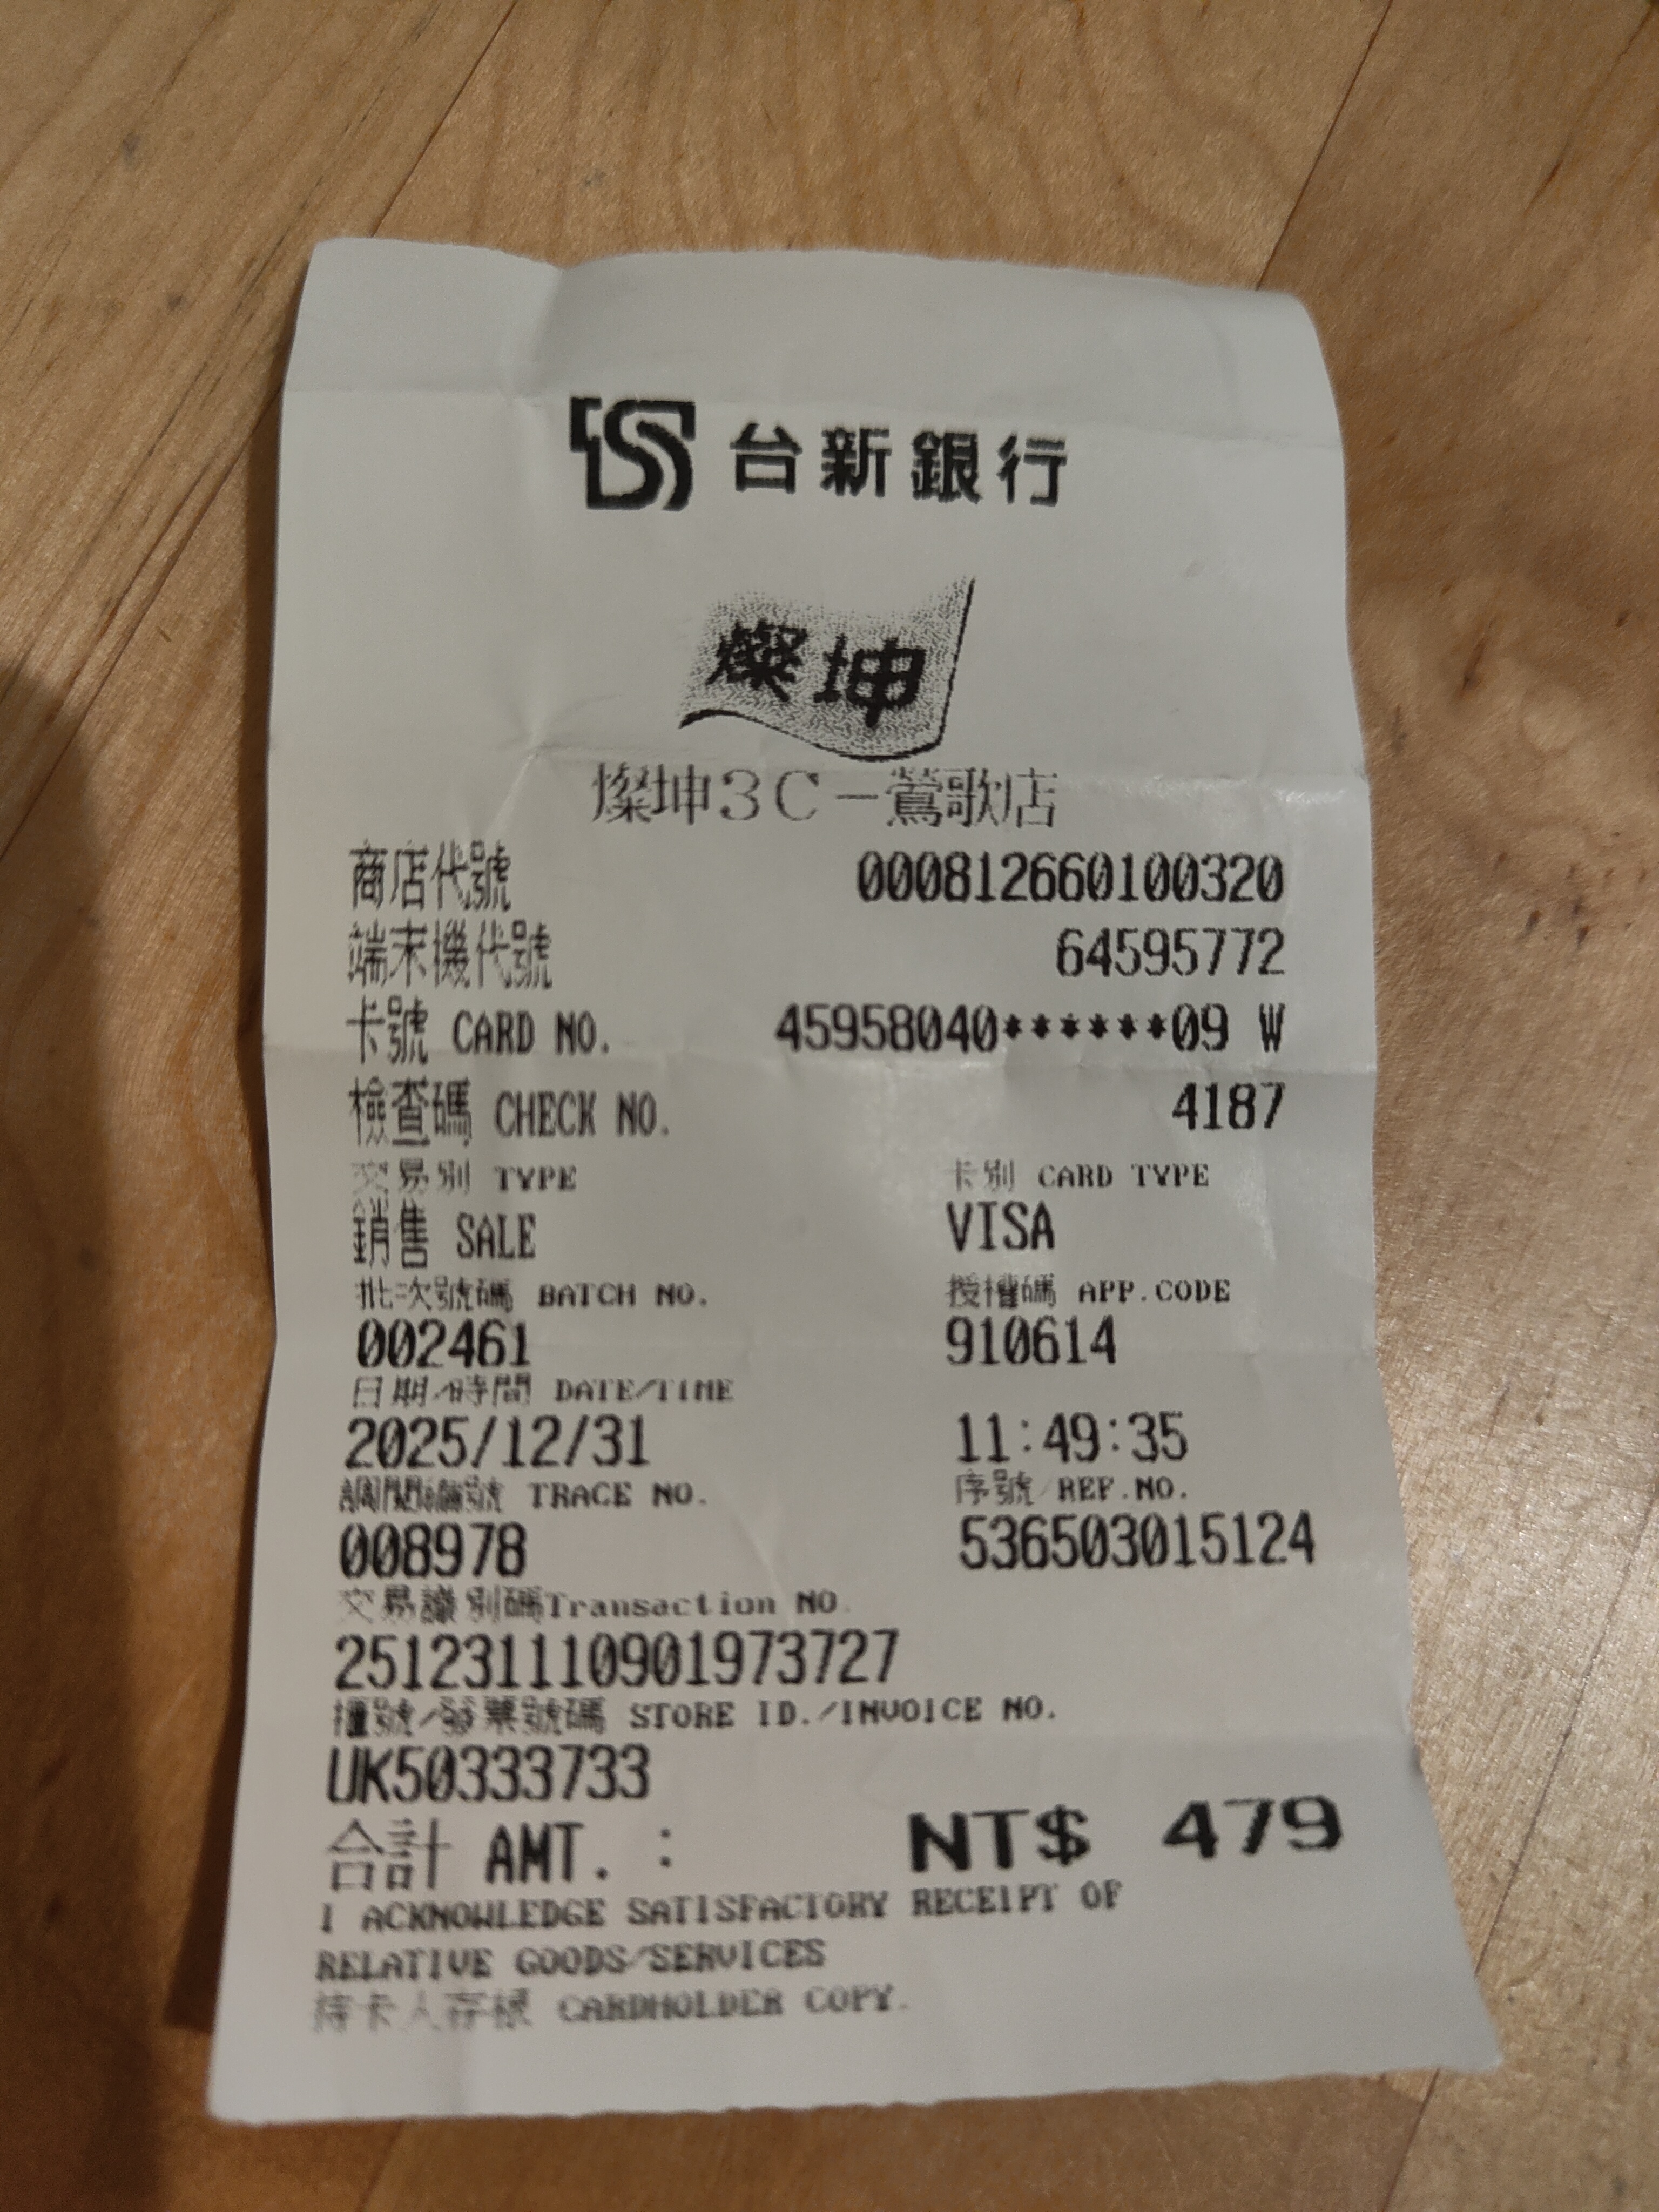 台新銀行
燦坤
燦坤3C-鶯歌店
商店代號 000812660100320
端末機代號 64595772
卡號 CARD NO. 45958040******09 W
檢查碼 CHECK NO. 4187
交易別 TYPE 卡別 CARD TYPE
銷售 SALE VISA
批次號碼 BATCH NO. 授權碼 APP.CODE
002461 910614
日期/時間 DATE/TIME
2025/12/31 11:49:35
調閱編號 TRACE NO. 序號/REF.NO.
008978 536503015124
交易識別碼Transaction NO.
251231110901973727
櫃號/發票號碼 STORE ID./INVOICE NO.
UK50333733
合計 AMT. : NT$ 479
I ACKNOWLEDGE SATISFACTORY RECEIPT OF
RELATIVE GOODS/SERVICES
持卡人存根 CARDHOLDER COPY.